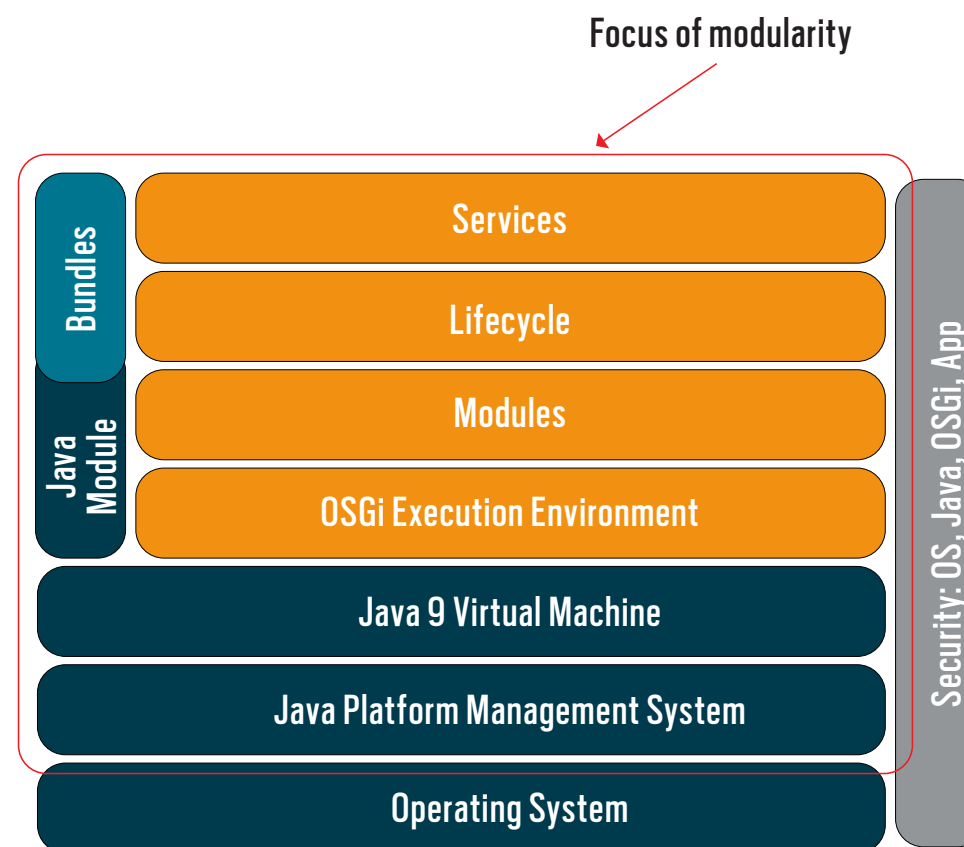 Focus of modularity
Bundles
Services
Lifecycle
Java
Module
Modules
OSGi Execution Environment
Java 9 Virtual Machine
Java Platform Management System
Operating System
Security: OS, Java, OSGi, App